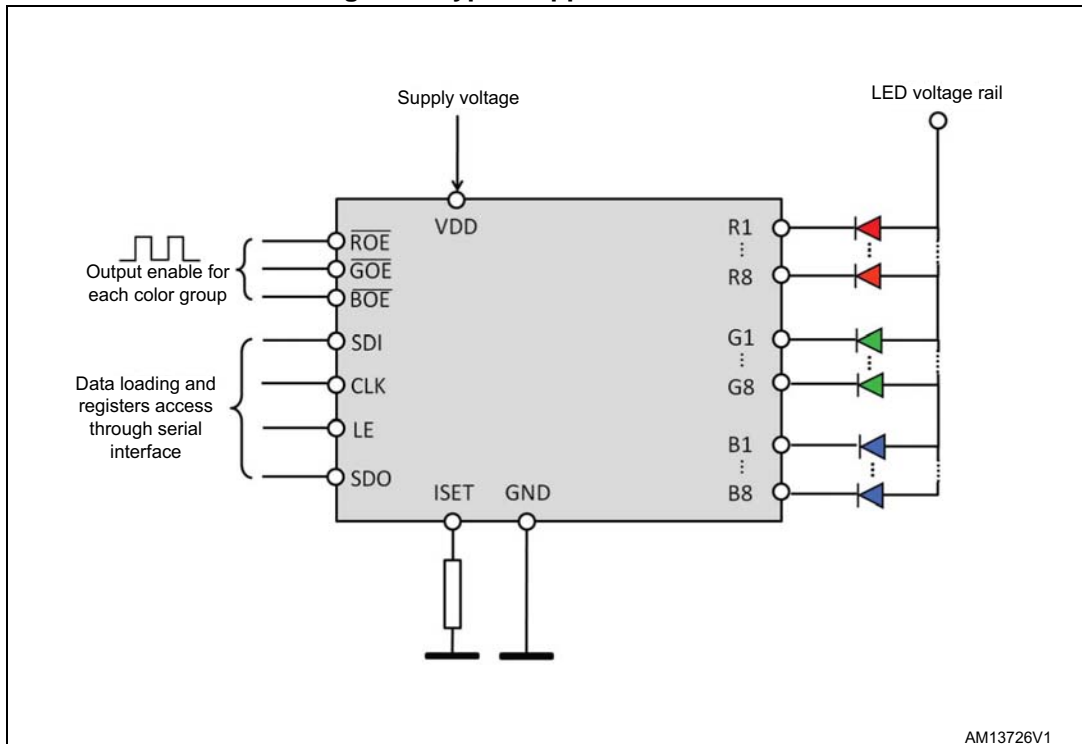 Supply voltage
LED voltage rail
VDD
ROE
GOE
BOE
Output enable for
each color group
SDI
CLK
LE
SDO
Data loading and
registers access
through serial
interface
ISET
GND
R1
R8
G1
G8
B1
B8
AM13726V1